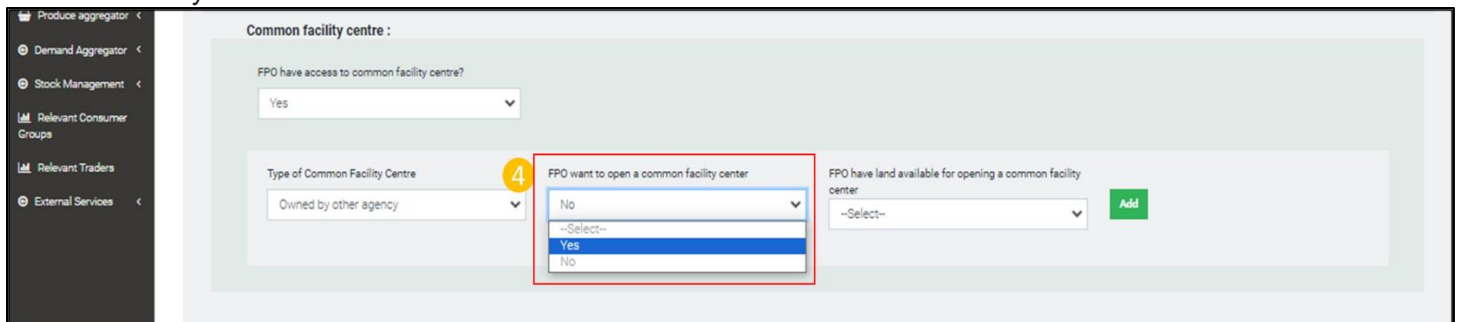 Produce aggregator
Demand Aggregator
Stock Management
Relevant Consumer
Groups
Relevant Traders
External Services
Common facility centre :
FPO have access to common facility centre?
Yes
Type of Common Facility Centre
Owned by other agency
4
FPO want to open a common facility center
No
--Select--
Yes
No
FPO have land available for opening a common facility
center
--Select--
Add